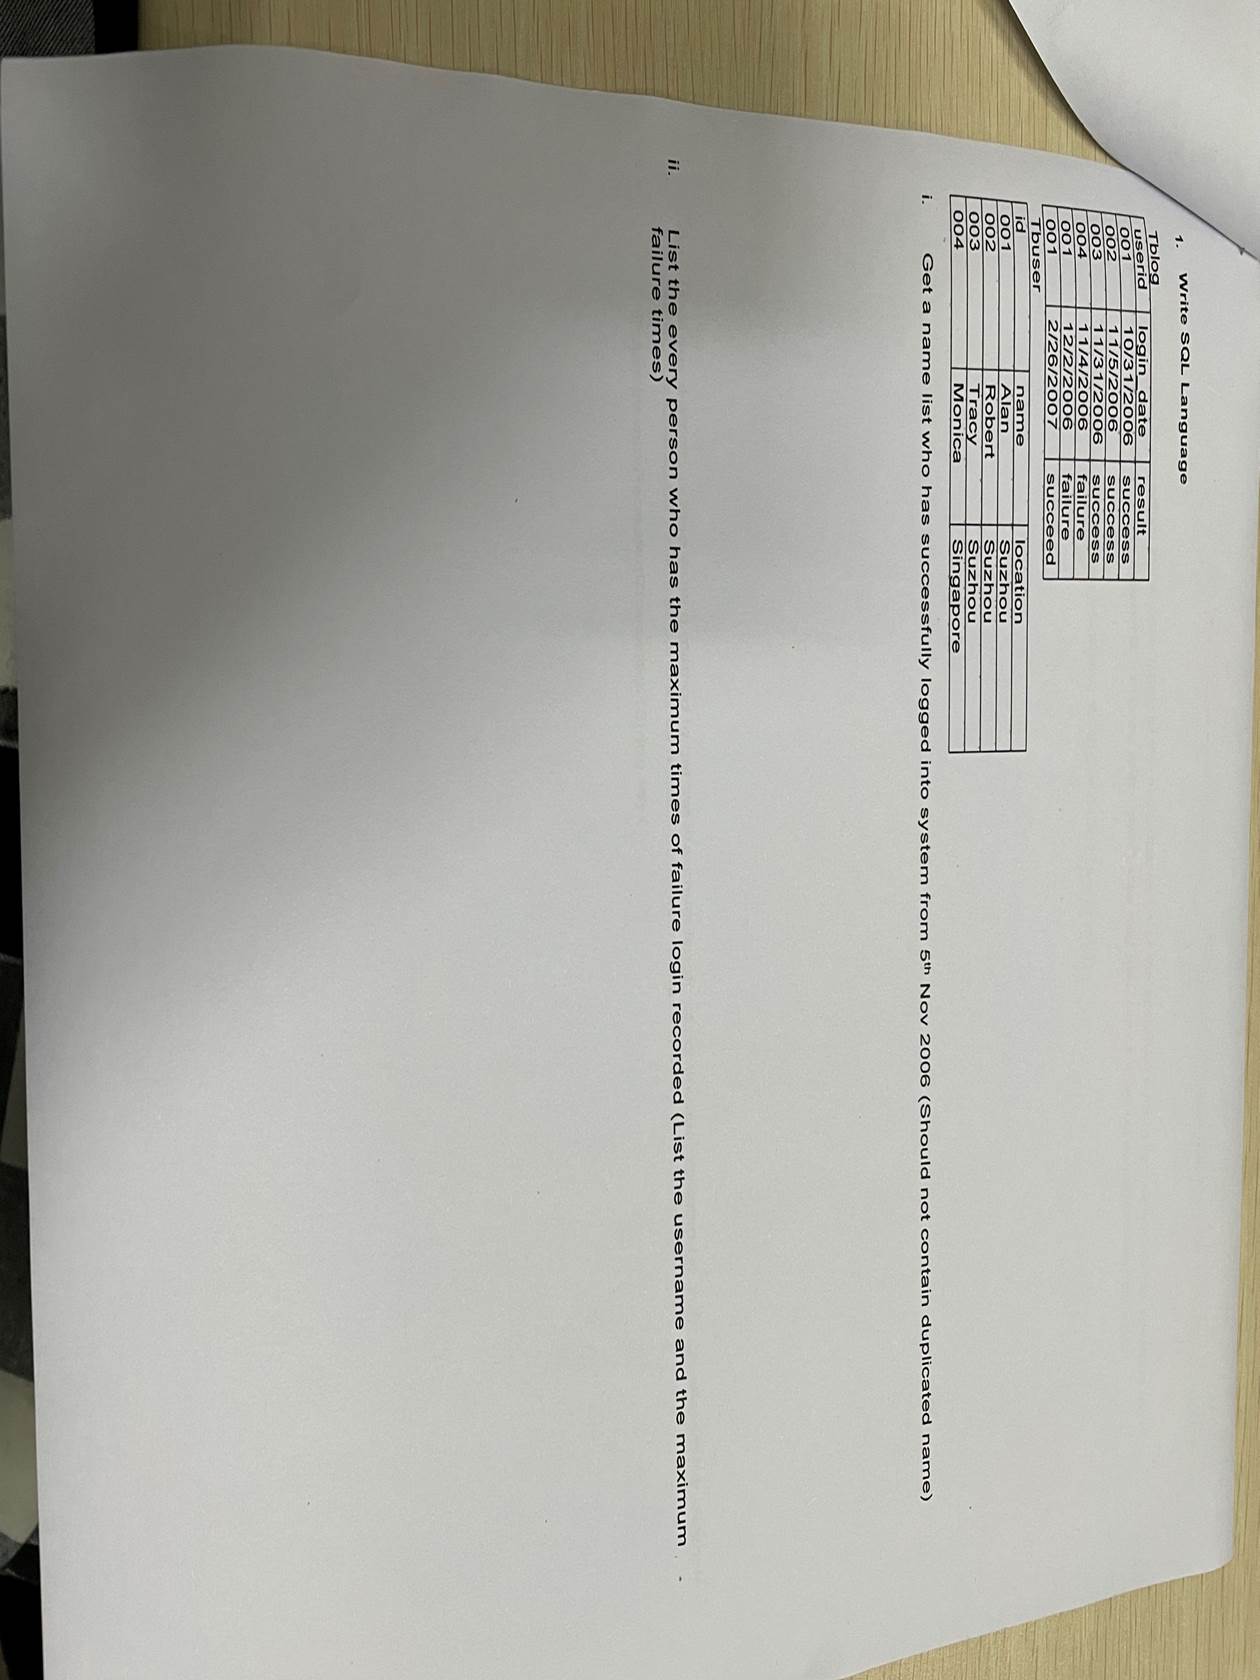 1. Write SQL Language
Tblog
userid login_date result
001 10/31/2006 success
002 11/5/2006 success
003 11/31/2006 success
004 11/4/2006 failure
001 12/2/2006 failure
001 2/26/2007 succeed
Tbuser
id name location
001 Alan Suzhou
002 Robert Suzhou
003 Tracy Suzhou
004 Monica Singapore
i. Get a name list who has successfully logged into system from 5th Nov 2006 (Should not contain duplicated name)
ii. List the every person who has the maximum times of failure login recorded (List the username and the maximum
failure times)